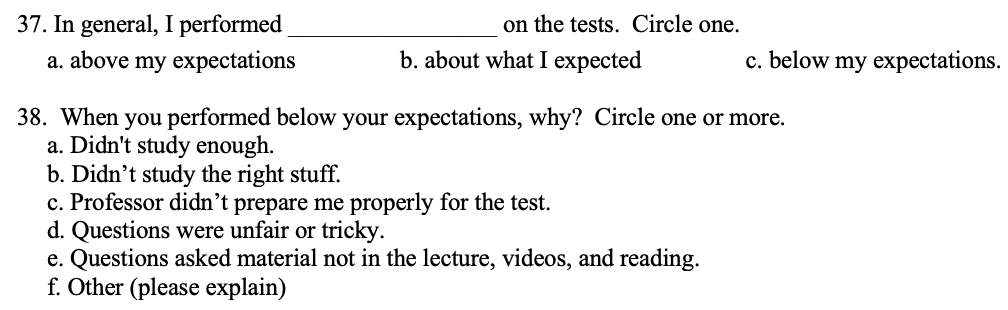 37. In general, I performed ____________________ on the tests.  Circle one.
a. above my expectations b. about what I expected c. below my expectations.
38.  When you performed below your expectations, why?  Circle one or more.
a. Didn't study enough.
b. Didn’t study the right stuff.
c. Professor didn’t prepare me properly for the test.
d. Questions were unfair or tricky.
e. Questions asked material not in the lecture, videos, and reading.
f. Other (please explain)